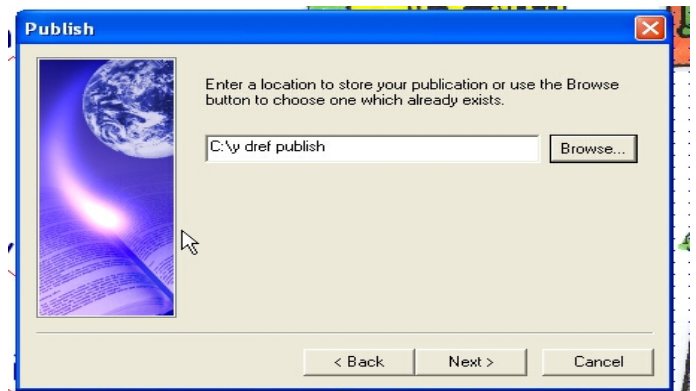 Publish
Enter a location to store your publication or use the Browse
button to choose one which already exists.
C:\y dref publish
Browse...
< Back
Next >
Cancel